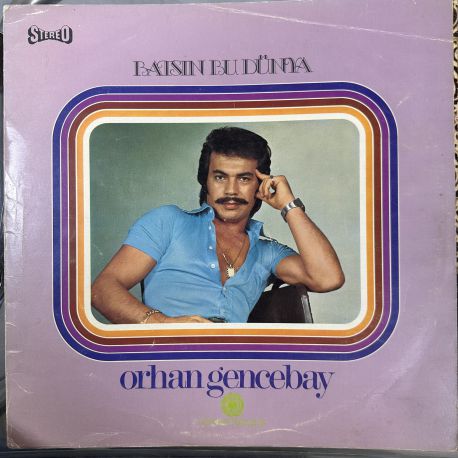 STEREO
BATSIN BU DÜNYA
orhan gencebay